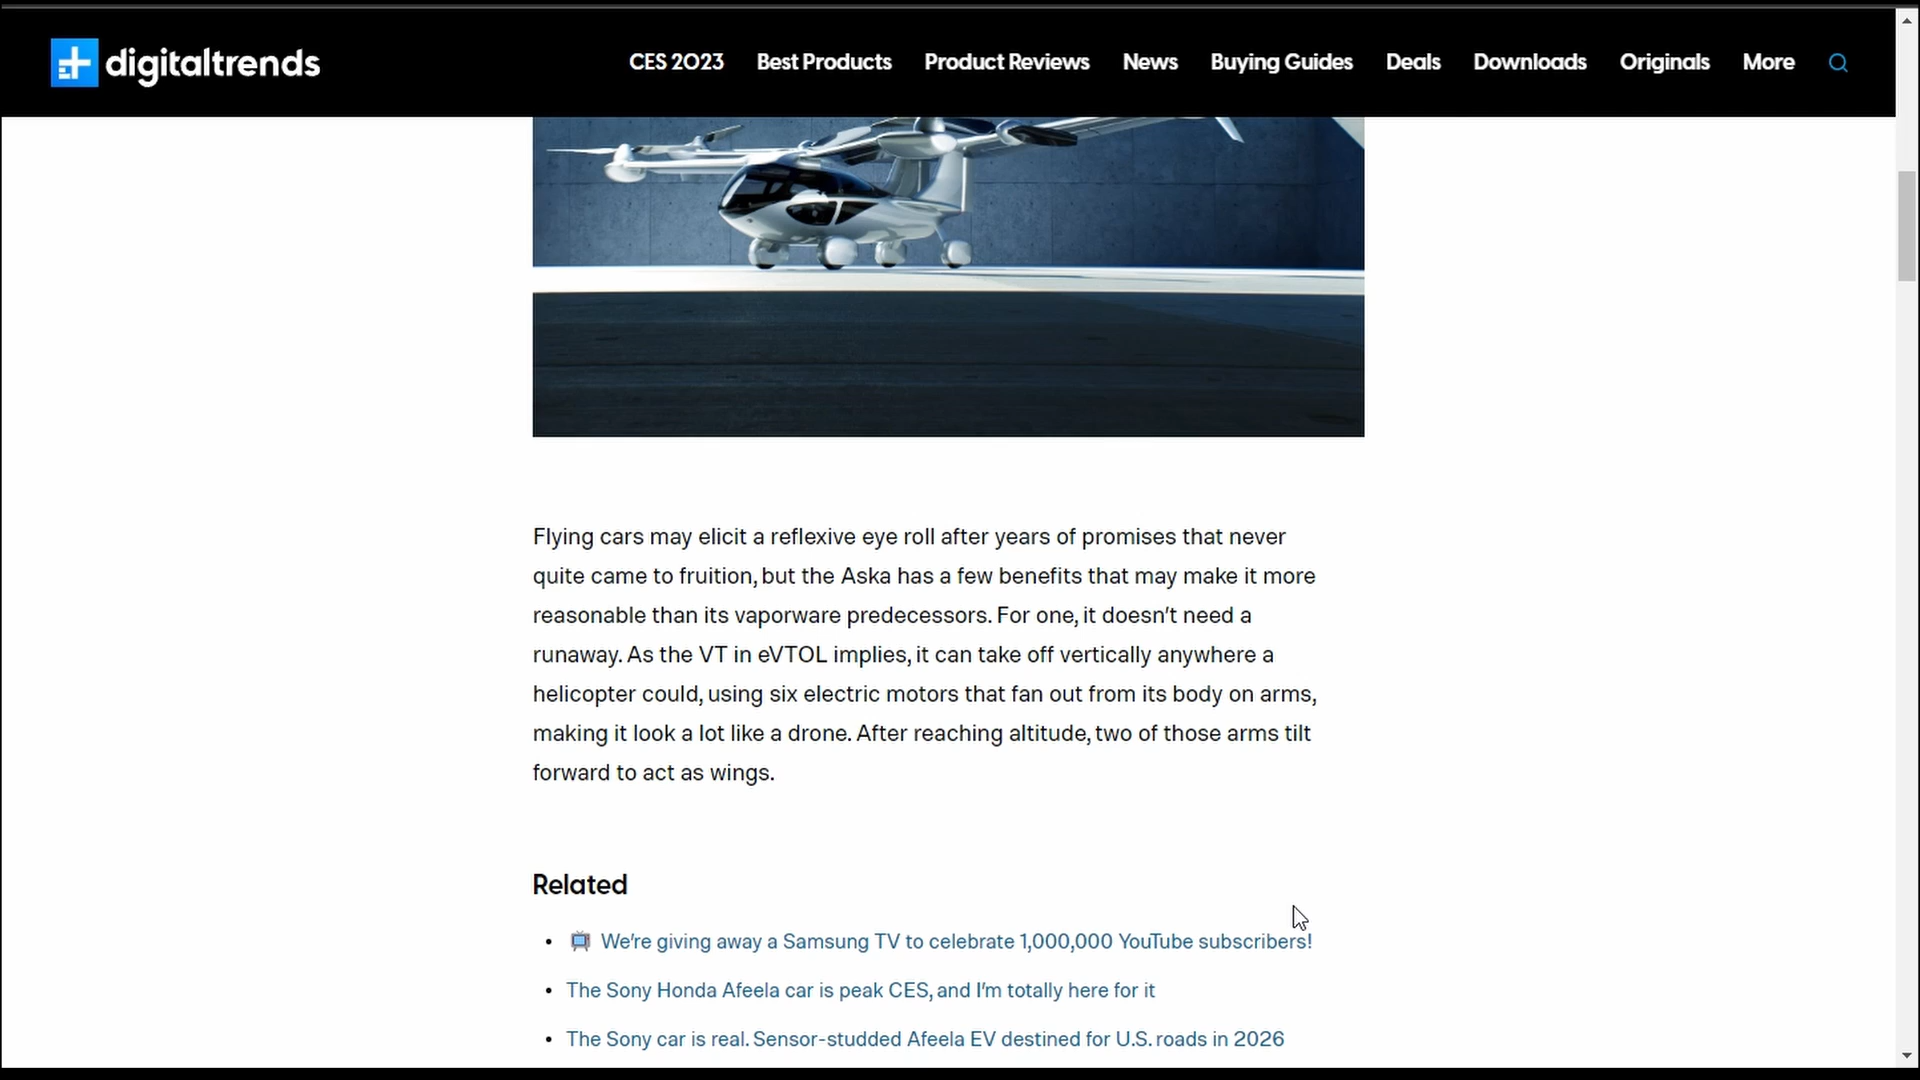 digitaltrends
CES 2023 Best Products Product Reviews News Buying Guides Deals Downloads Originals More
Flying cars may elicit a reflexive eye roll after years of promises that never
quite came to fruition, but the Aska has a few benefits that may make it more
reasonable than its vaporware predecessors. For one, it doesn't need a
runaway. As the VT in eVTOL implies, it can take off vertically anywhere a
helicopter could, using six electric motors that fan out from its body on arms,
making it look a lot like a drone. After reaching altitude, two of those arms tilt
forward to act as wings.
Related
• We're giving away a Samsung TV to celebrate 1,000,000 YouTube subscribers!
• The Sony Honda Afeela car is peak CES, and I'm totally here for it
• The Sony car is real. Sensor-studded Afeela EV destined for U.S. roads in 2026